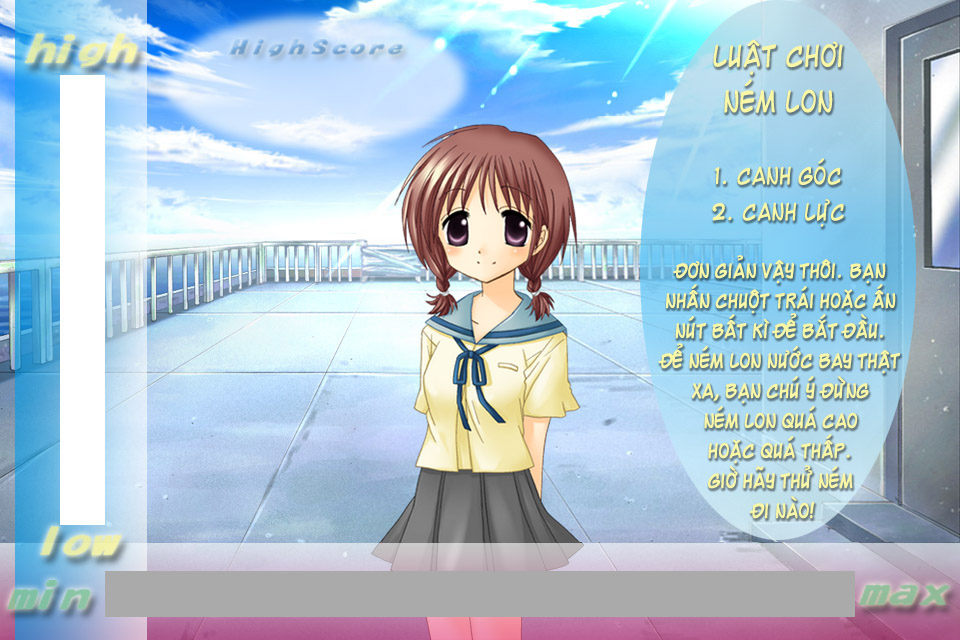 high
HighScore
LUẬT CHƠI
NÉM LON
1. CANH GÓC
2. CANH LỰC
ĐƠN GIẢN VẬY THÔI. BẠN
NHẤN CHUỘT TRÁI HOẶC ẤN
NÚT BẤT KÌ ĐỂ BẮT ĐẦU.
ĐỂ NÉM LON NƯỚC BAY THẬT
XA, BẠN CHÚ Ý ĐỪNG
NÉM LON QUÁ CAO
HOẶC QUÁ THẤP.
GIỜ HÃY THỬ NÉM
ĐI NÀO!
low
min
max